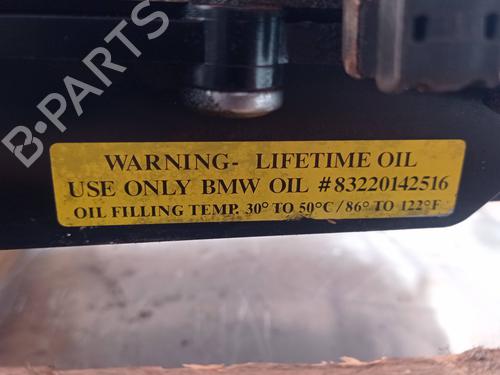 B-PARTS
WARNING- LIFETIME OIL
USE ONLY BMW OIL #83220142516
OIL FILLING TEMP. 30° TO 50°C / 86° TO 122°F